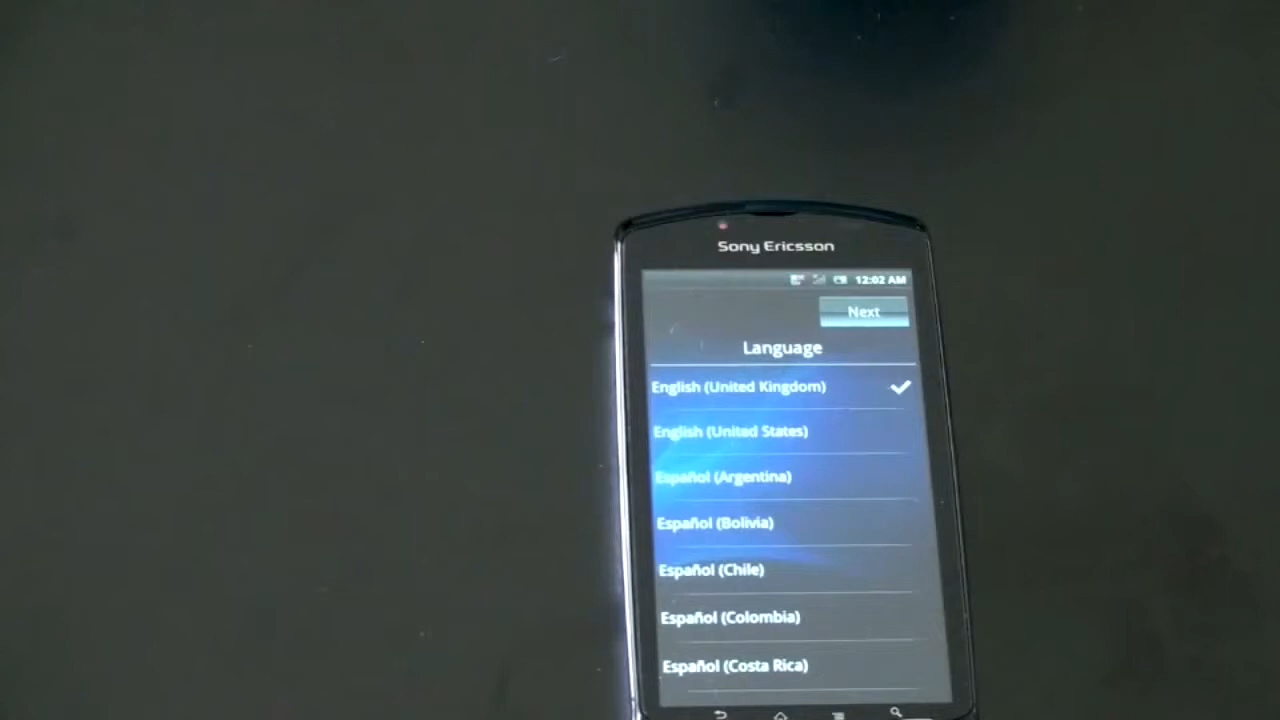 Sony Ericsson
12:02 AM
Next
Language
English (United Kingdom)
English (United States)
Español (Argentina)
Español (Bolivia)
Español (Chile)
Español (Colombia)
Español (Costa Rica)